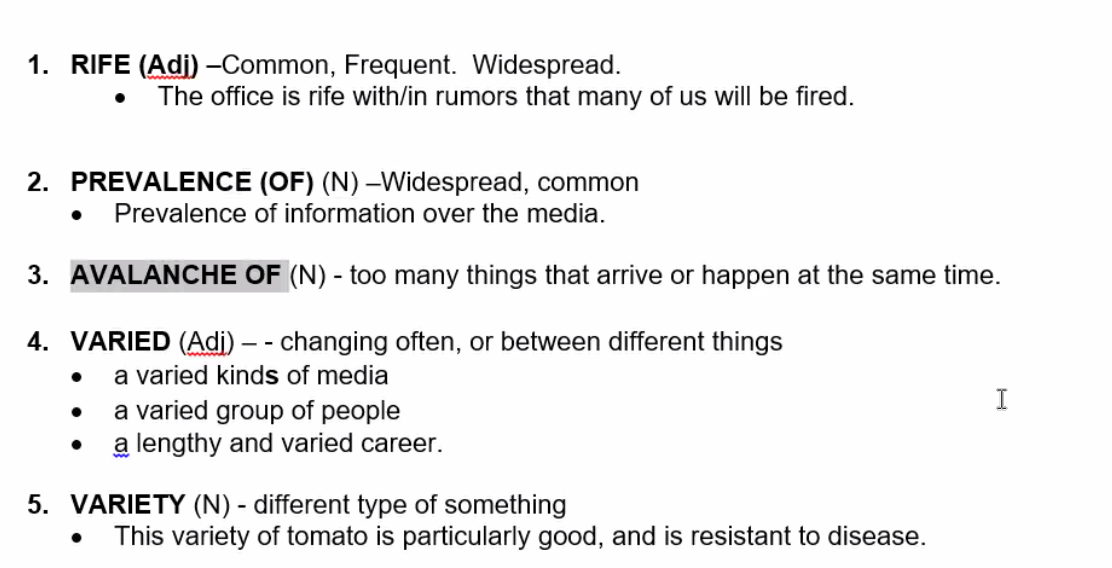 1. RIFE (Adj) –Common, Frequent.  Widespread.
• The office is rife with/in rumors that many of us will be fired.
2. PREVALENCE (OF) (N) –Widespread, common
• Prevalence of information over the media.
3. AVALANCHE OF (N) - too many things that arrive or happen at the same time.
4. VARIED (Adj) – - changing often, or between different things
• a varied kinds of media
• a varied group of people
• a lengthy and varied career.
5. VARIETY (N) - different type of something
• This variety of tomato is particularly good, and is resistant to disease.